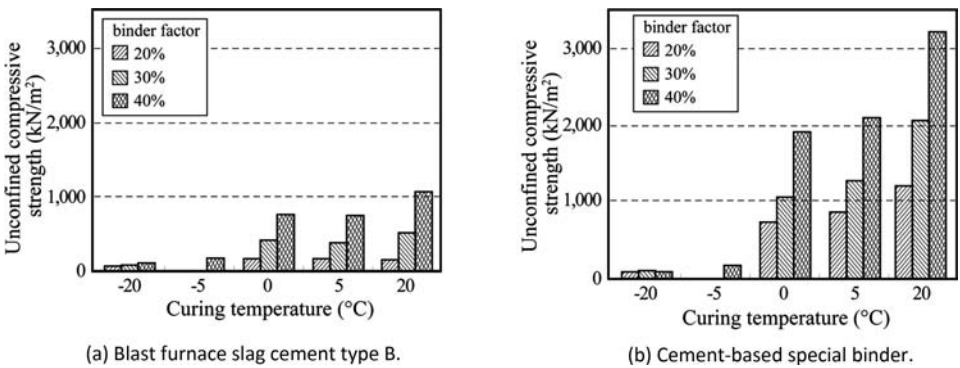 binder factor
20%
30%
40%
3,000
2,000
1,000
0
Unconfined compressive
strength (kN/m²)
-20 -5 0 5 20
Curing temperature (°C)
(a) Blast furnace slag cement type B.
binder factor
20%
30%
40%
3,000
2,000
1,000
0
Unconfined compressive
strength (kN/m²)
-20 -5 0 5 20
Curing temperature (°C)
(b) Cement-based special binder.